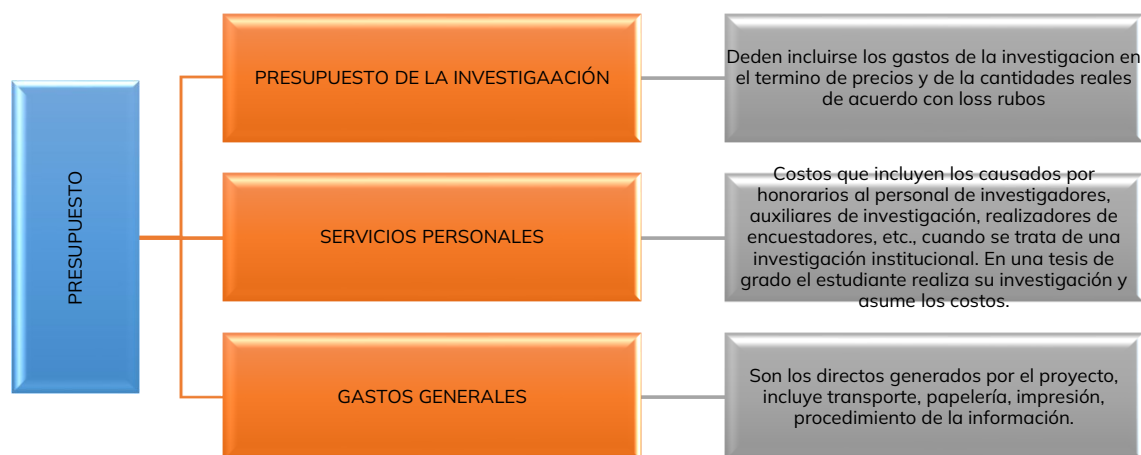 PRESUPUESTO
PRESUPUESTO DE LA INVESTIGAACIÓN
Deden incluirse los gastos de la investigacion en
el termino de precios y de la cantidades reales
de acuerdo con loss rubos
SERVICIOS PERSONALES
Costos que incluyen los causados por
honorarios al personal de investigadores,
auxiliares de investigación, realizadores de
encuestadores, etc., cuando se trata de una
investigación institucional. En una tesis de
grado el estudiante realiza su investigación y
asume los costos.
GASTOS GENERALES
Son los directos generados por el proyecto,
incluye transporte, papelería, impresión,
procedimiento de la información.